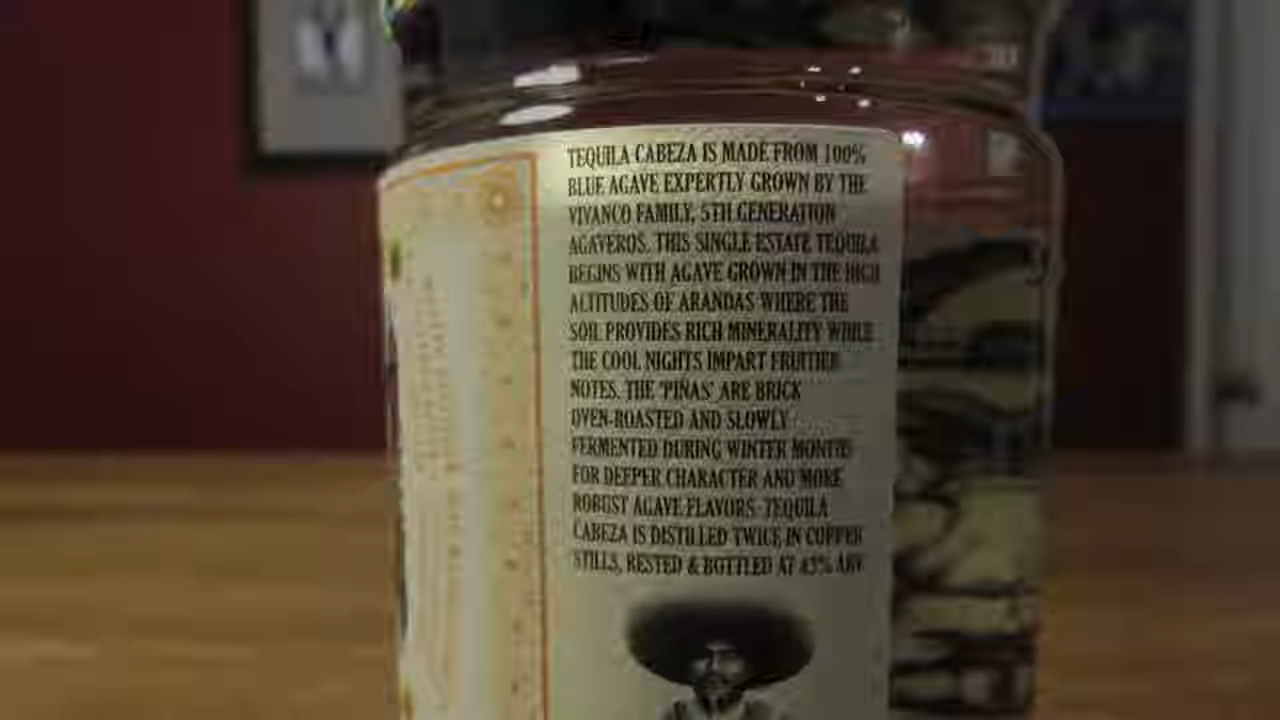 TEQUILA CABEZA IS MADE FROM 100%
BLUE AGAVE EXPERTLY GROWN BY THE
VIVANCO FAMILY, 5TH GENERATION
AGAVEROS. THIS SINGLE ESTATE TEQUILA
BEGINS WITH AGAVE GROWN IN THE HIGH
ALTITUDES OF ARANDAS WHERE THE
SOIL PROVIDES RICH MINERALITY WHILE
THE COOL NIGHTS IMPART FRUITIER
NOTES. THE 'PIÑAS' ARE BRICK
OVEN-ROASTED AND SLOWLY
FERMENTED DURING WINTER MONTHS
FOR DEEPER CHARACTER AND MORE
ROBUST AGAVE FLAVORS. TEQUILA
CABEZA IS DISTILLED TWICE IN COPPER
STILLS, RESTED & BOTTLED AT 43% ABV